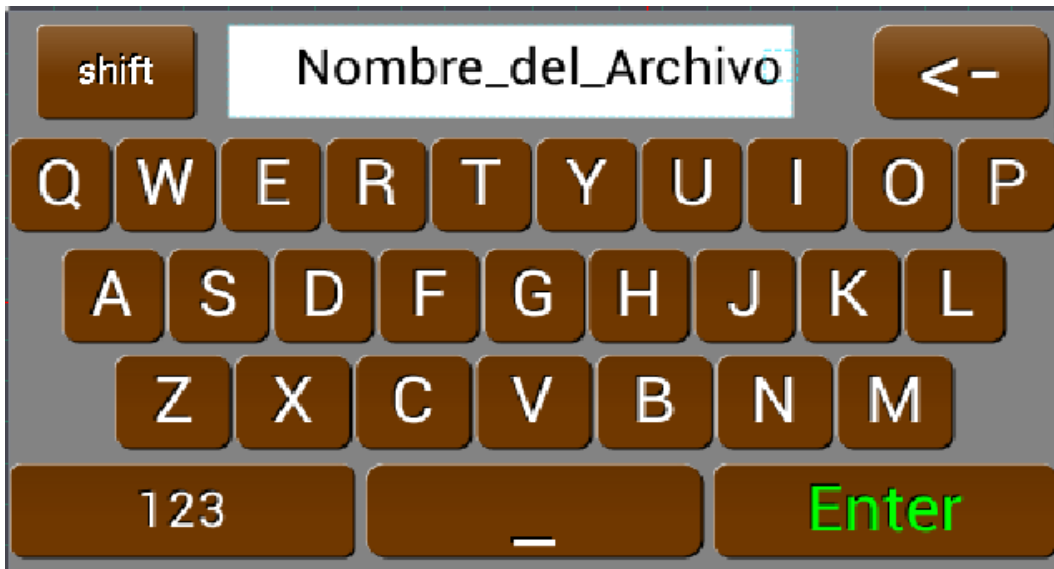 shift Nombre_del_Archivo <-
Q W E R T Y U I O P
A S D F G H J K L
Z X C V B N M
123 _ Enter